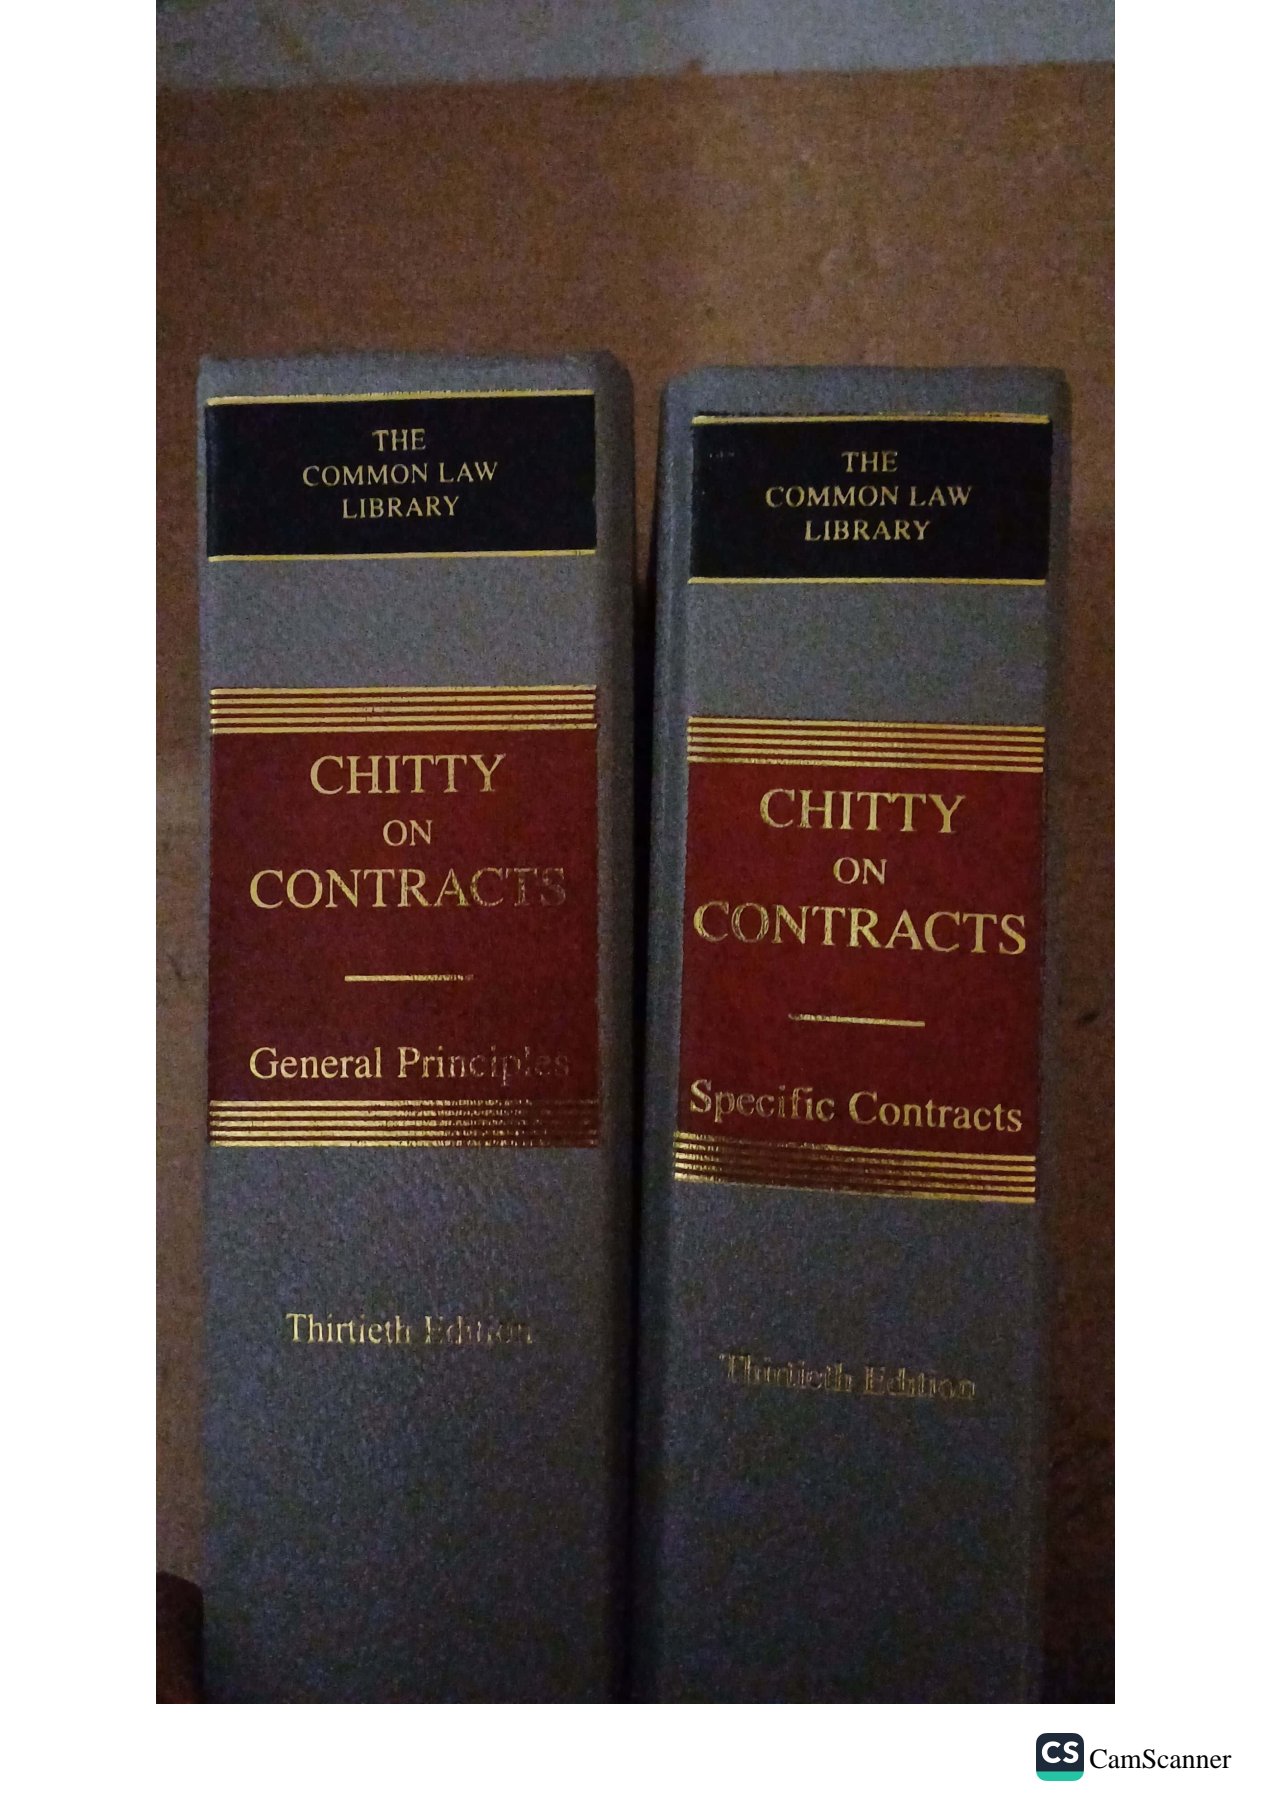 THE
COMMON LAW
LIBRARY
CHITTY
ON
CONTRACTS
General Principles
Thirtieth Edition
THE
COMMON LAW
LIBRARY
CHITTY
ON
CONTRACTS
Specific Contracts
Thirtieth Edition
CS CamScanner